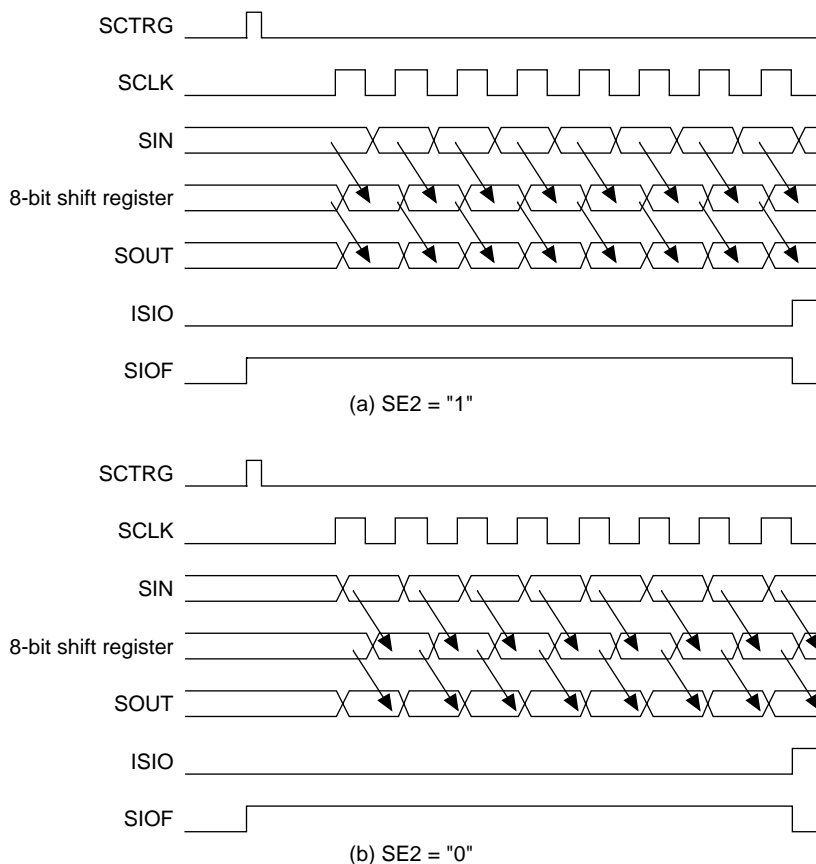 SCTRG
SCLK
SIN
8-bit shift register
SOUT
ISIO
SIOF
(a) SE2 = "1"
SCTRG
SCLK
SIN
8-bit shift register
SOUT
ISIO
SIOF
(b) SE2 = "0"